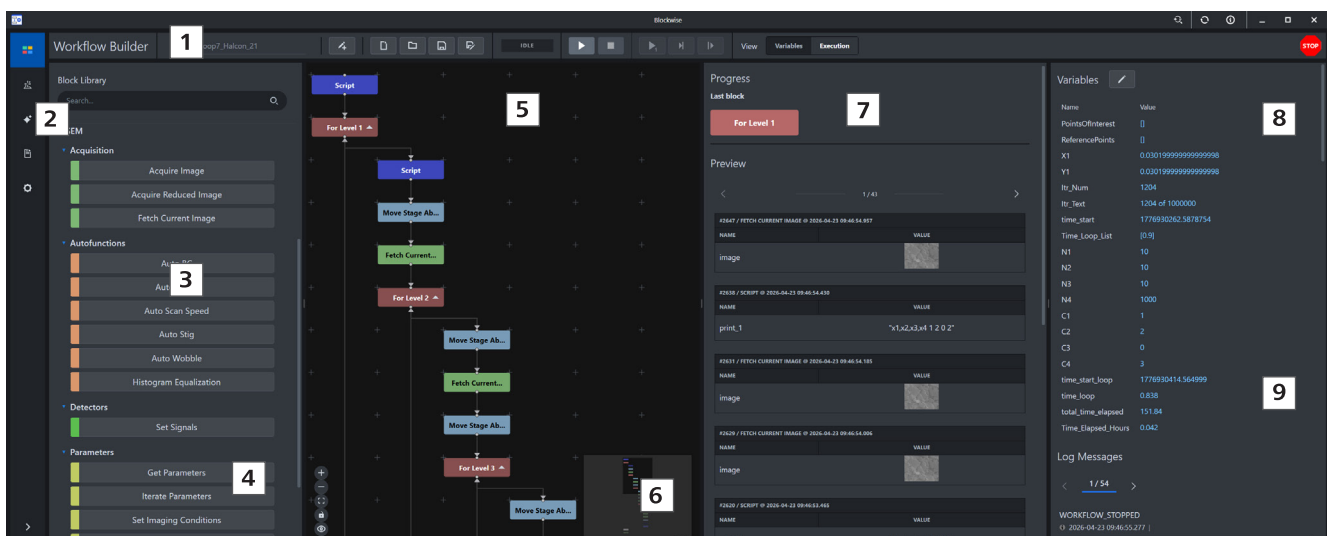 Blockwise
Workflow Builder
1
oop7_Halcon_21
IDLE
View
Variables
Execution
STOP
Block Library
Search...
2
Acquisition
Acquire Image
Acquire Reduced Image
Fetch Current Image
Autofunctions
3
Auto Scan Speed
Auto Stig
Auto Wobble
Histogram Equalization
Detectors
Set Signals
Parameters
Get Parameters
4
Iterate Parameters
Set Imaging Conditions
5
Script
For Level 1
Script
Move Stage Ab...
Fetch Current...
For Level 2
Move Stage Ab...
Fetch Current...
Move Stage Ab...
For Level 3
Move Stage Ab...
6
Progress
Last block
For Level 1
7
Preview
1 / 43
#2647 / FETCH CURRENT IMAGE @ 2026-04-23 09:46:54.957
NAME VALUE
image
#2638 / SCRIPT @ 2026-04-23 09:46:54.430
NAME VALUE
print_1 "x1,x2,x3,x4 1 2 0 2"
#2631 / FETCH CURRENT IMAGE @ 2026-04-23 09:46:54.185
NAME VALUE
image
#2629 / FETCH CURRENT IMAGE @ 2026-04-23 09:46:54.006
NAME VALUE
image
#2620 / SCRIPT @ 2026-04-23 09:46:53.465
NAME VALUE
Variables
8
Name Value
PointsOfInterest []
ReferencePoints []
X1 0.030199999999999998
Y1 0.030199999999999998
Itr_Num 1204
Itr_Text 1204 of 1000000
time_start 1776930262.5878754
Time_Loop_List [0.9]
N1 10
N2 10
N3 10
N4 1000
C1 1
C2 2
C3 0
C4 3
time_start_loop 1776930414.564999
time_loop 0.838
total_time_elapsed 151.84
Time_Elapsed_Hours 0.042
9
Log Messages
1 / 54
WORKFLOW_STOPPED
2026-04-23 09:46:55.277 |